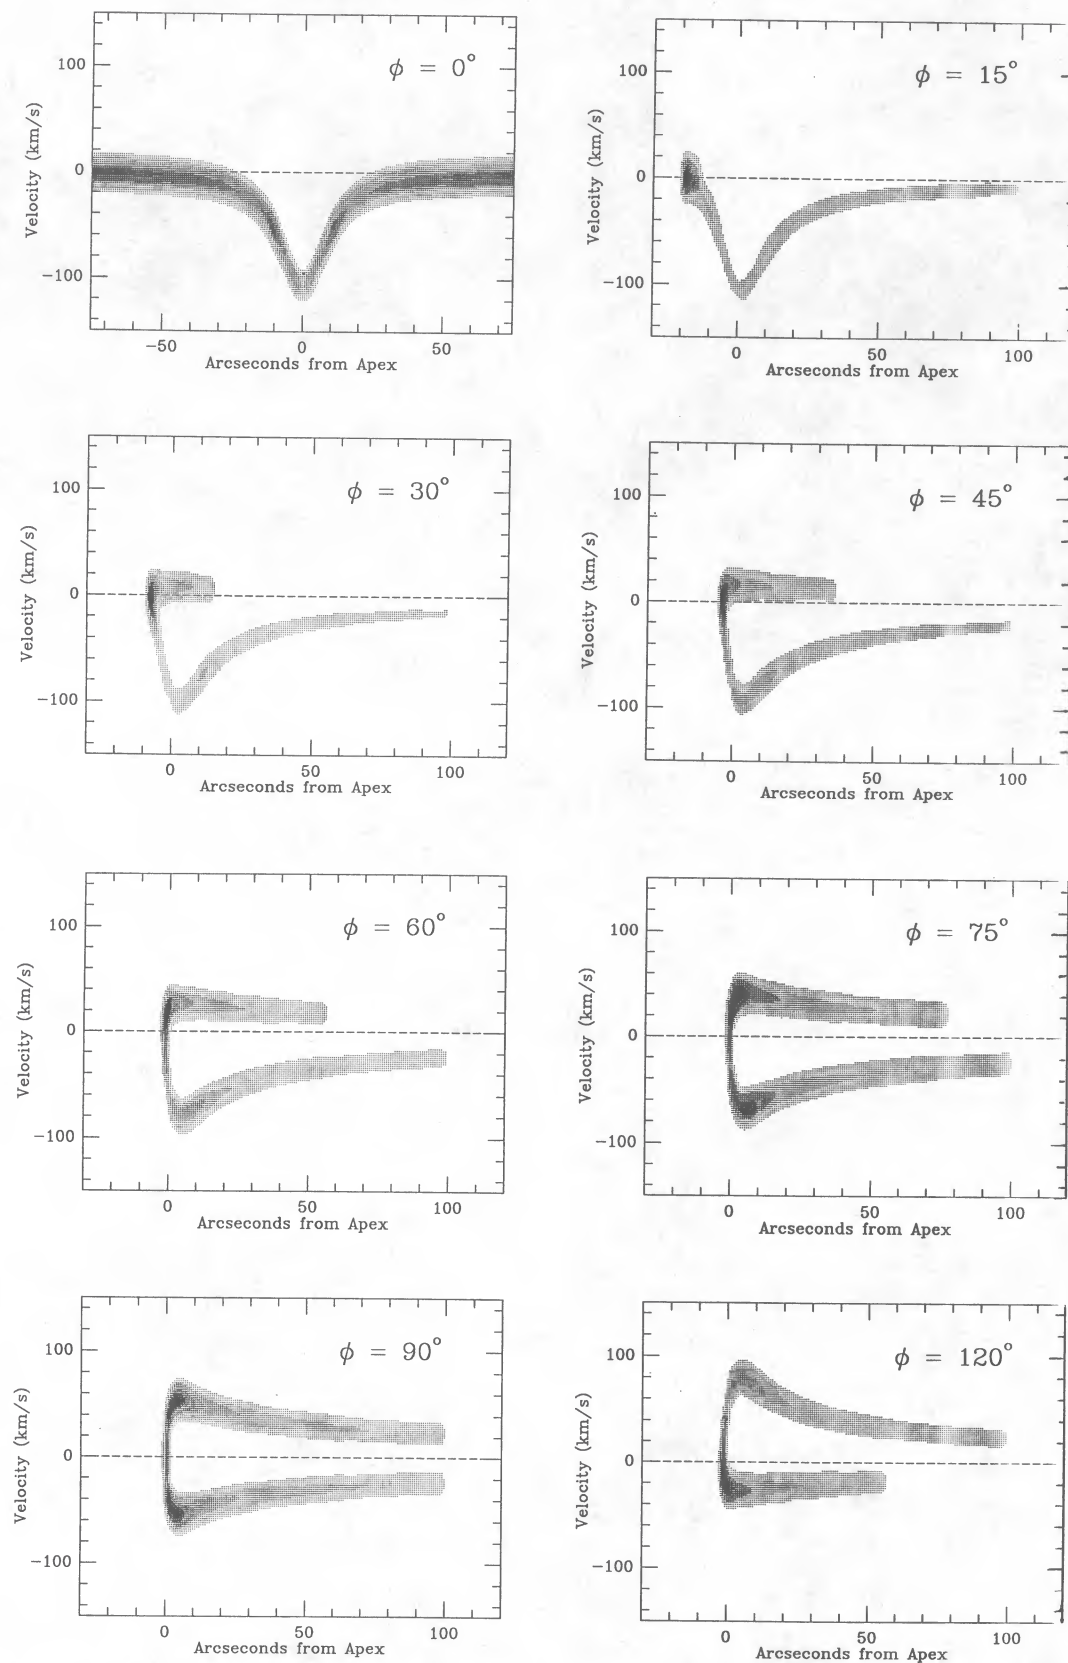 ϕ = 0°
100
0
−100
Velocity (km/s)
−50
0
50
Arcseconds from Apex
ϕ = 15°
100
0
−100
Velocity (km/s)
0
50
100
Arcseconds from Apex
ϕ = 30°
100
0
−100
Velocity (km/s)
0
50
100
Arcseconds from Apex
ϕ = 45°
100
0
−100
Velocity (km/s)
0
50
100
Arcseconds from Apex
ϕ = 60°
100
0
−100
Velocity (km/s)
0
50
100
Arcseconds from Apex
ϕ = 75°
100
0
−100
Velocity (km/s)
0
50
100
Arcseconds from Apex
ϕ = 90°
100
0
−100
Velocity (km/s)
0
50
100
Arcseconds from Apex
ϕ = 120°
100
0
−100
Velocity (km/s)
0
50
100
Arcseconds from Apex